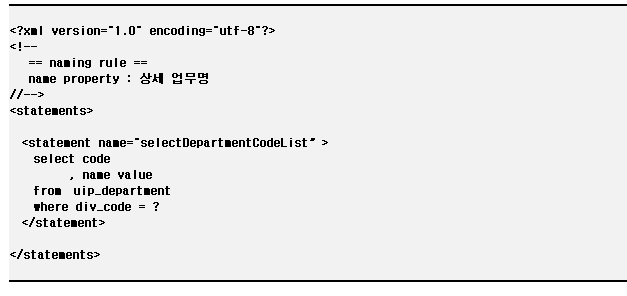 <?xml version="1.0" encoding="utf-8"?>
<!--
== naming rule ==
name property : 상세 업무명
//-->
<statements>
<statement name="selectDepartmentCodeList" >
select code
, name value
from uip_department
where div_code = ?
</statement>
</statements>